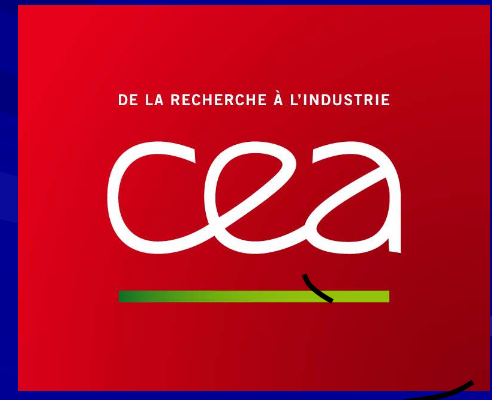 DE LA RECHERCHE À L'INDUSTRIE
cea